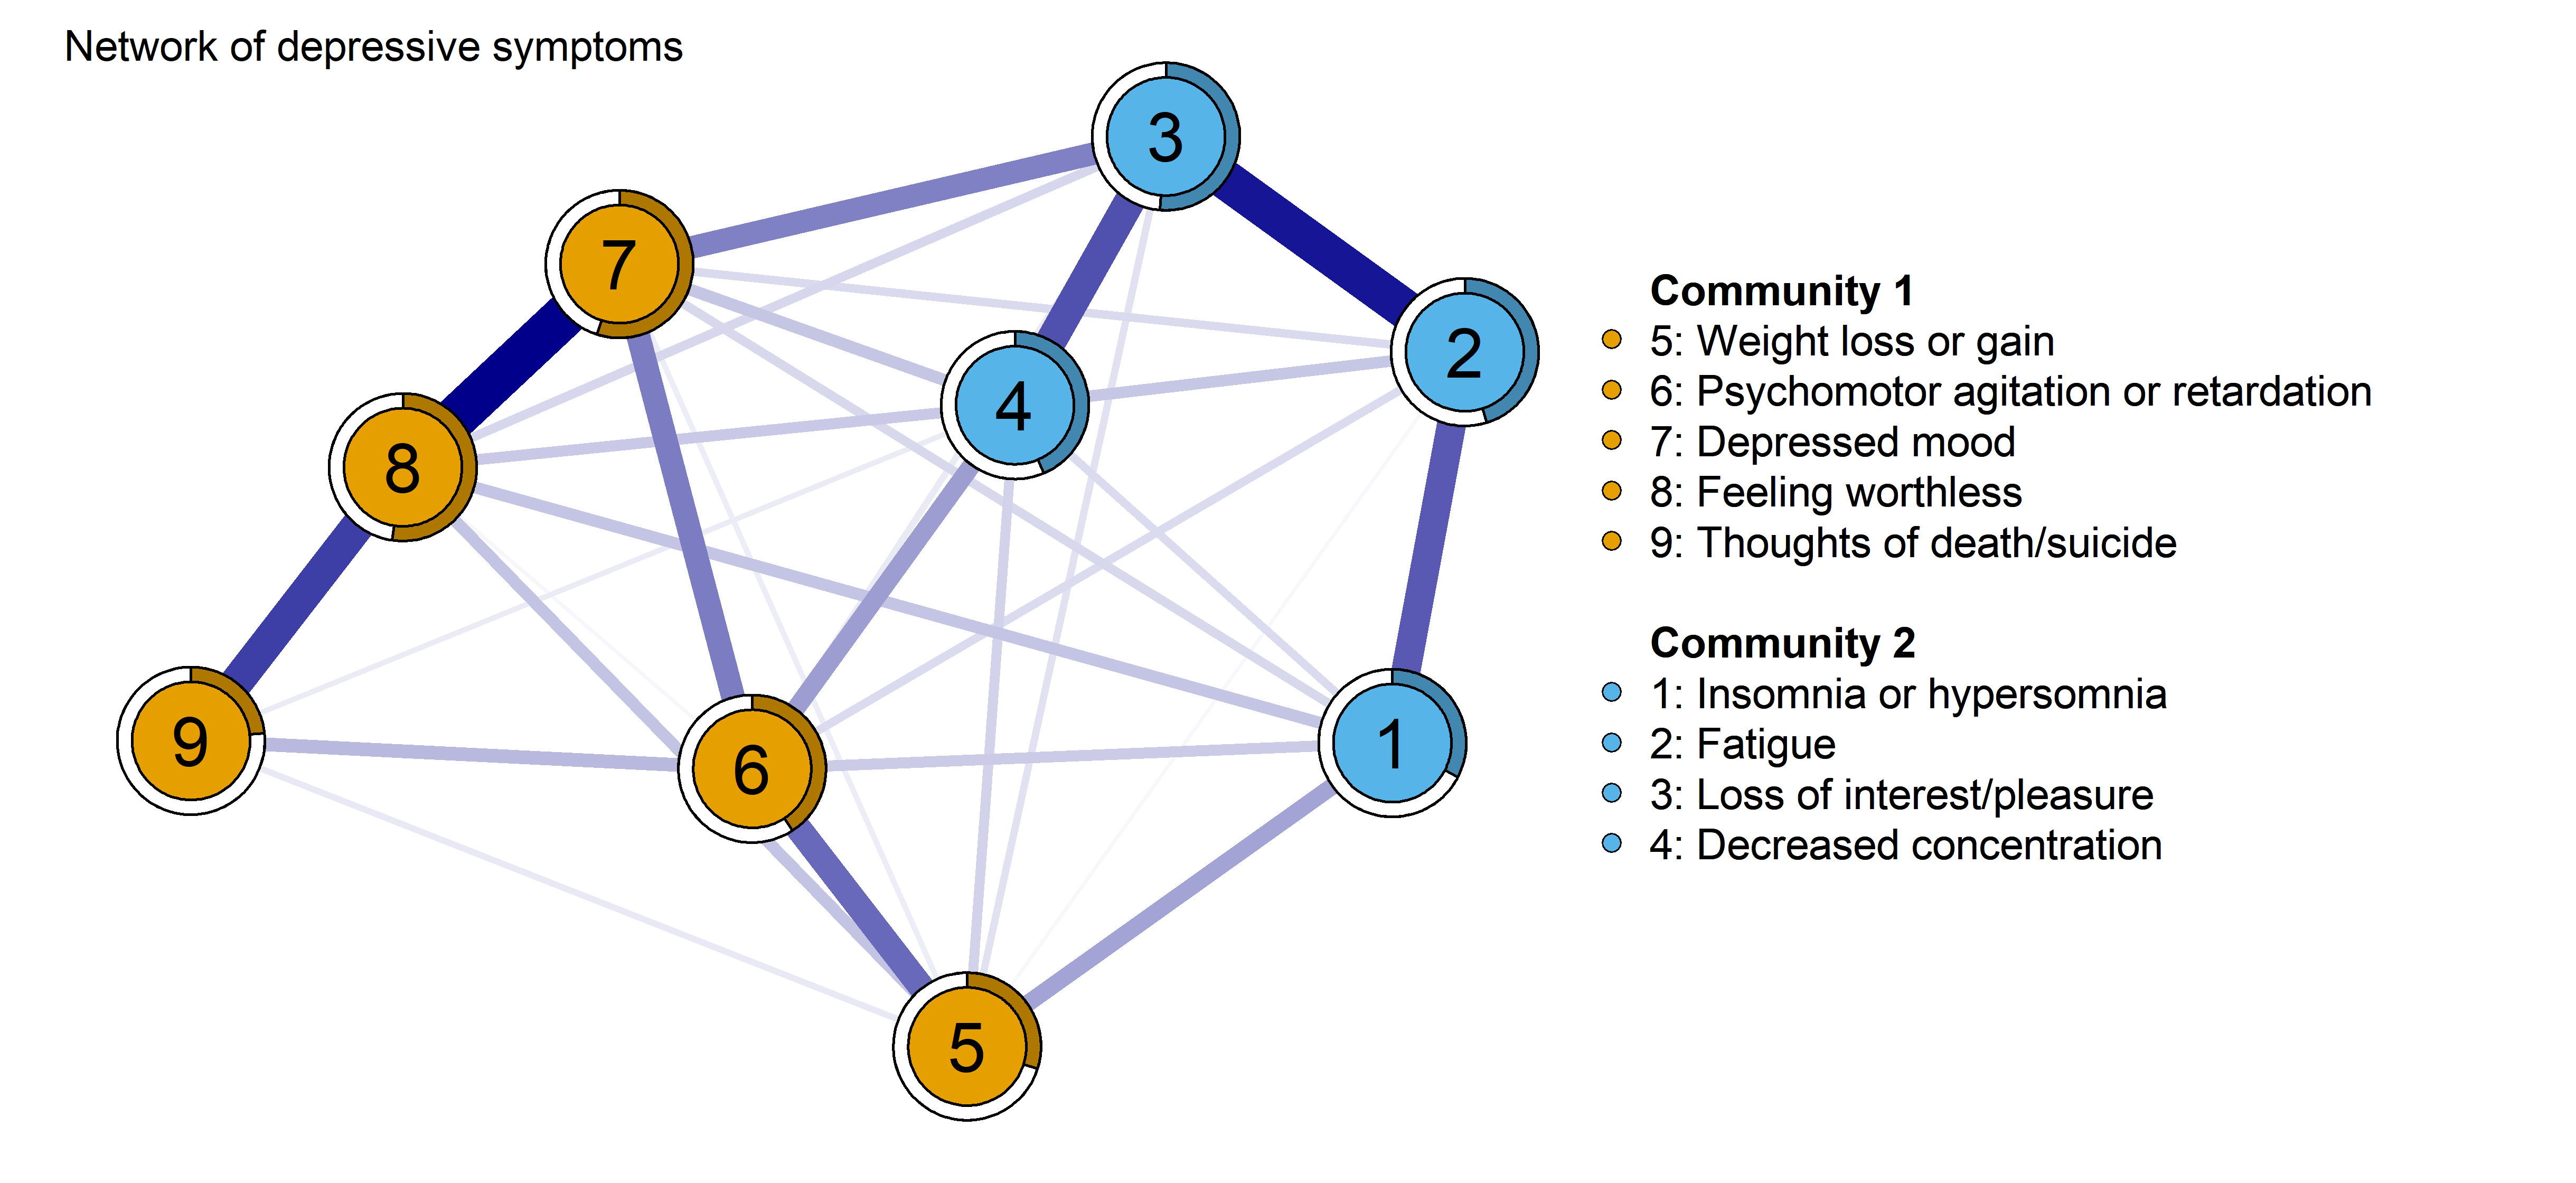 Network of depressive symptoms
3
7
2
4
8
9
6
1
5
Community 1
5: Weight loss or gain
6: Psychomotor agitation or retardation
7: Depressed mood
8: Feeling worthless
9: Thoughts of death/suicide
Community 2
1: Insomnia or hypersomnia
2: Fatigue
3: Loss of interest/pleasure
4: Decreased concentration